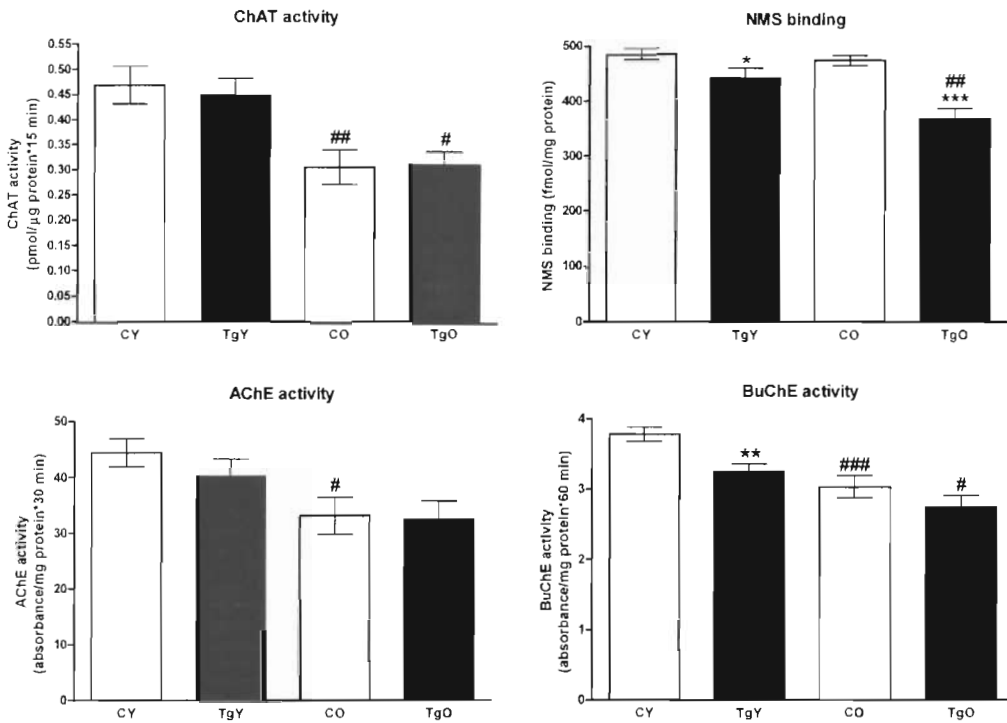 ChAT activity
ChAT activity
(pmol/µg protein*15 min)
0.55
0.50
0.45
0.40
0.35
0.30
0.25
0.20
0.15
0.10
0.05
0.00
##
#
CY
TgY
CO
TgO
NMS binding
NMS binding (fmol/mg protein)
500
400
300
200
100
0
*
##
***
CY
TgY
CO
TgO
AChE activity
AChE activity
(absorbance/mg protein*30 min)
50
40
30
20
10
0
#
CY
TgY
CO
TgO
BuChE activity
BuChE activity
(absorbance/mg protein*60 min)
4
3
2
1
0
**
###
#
CY
TgY
CO
TgO